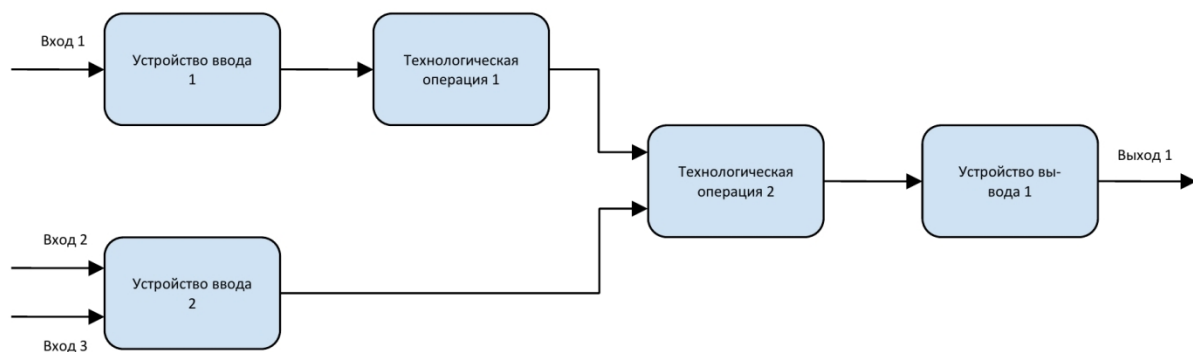 Вход 1
Устройство ввода
1
Технологическая
операция 1
Технологическая
операция 2
Устройство вы-
вода 1
Выход 1
Вход 2
Устройство ввода
2
Вход 3